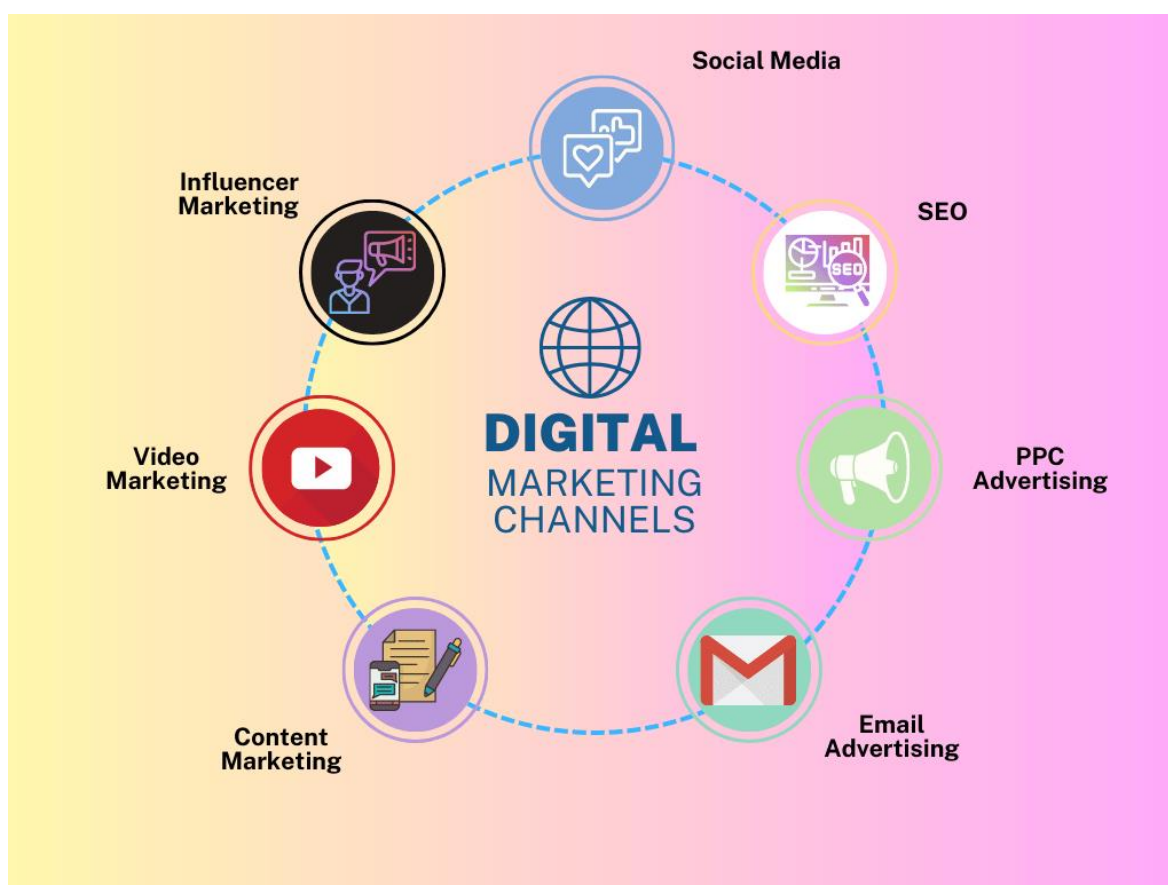 Social Media
SEO
PPC
Advertising
Email
Advertising
Content
Marketing
Video
Marketing
Influencer
Marketing
SEO
DIGITAL
MARKETING
CHANNELS